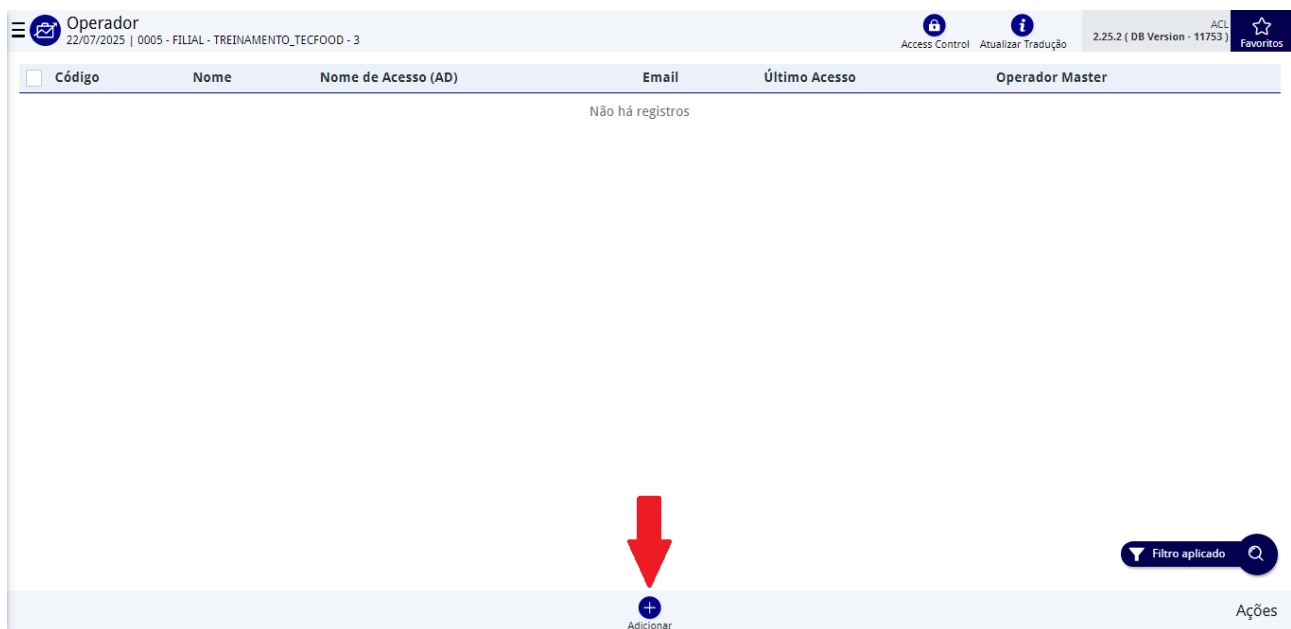 Operador
22/07/2025 | 0005 - FILIAL - TREINAMENTO_TECFOOD - 3
Access Control
Atualizar Tradução
ACL
2.25.2 ( DB Version - 11753 )
Favoritos
Código Nome Nome de Acesso (AD) Email Último Acesso Operador Master
Não há registros
Filtro aplicado
Adicionar
Ações